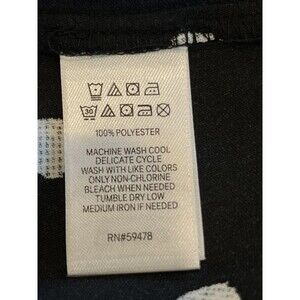 30
100% POLYESTER
MACHINE WASH COOL
DELICATE CYCLE
WASH WITH LIKE COLORS
ONLY NON-CHLORINE
BLEACH WHEN NEEDED
TUMBLE DRY LOW
MEDIUM IRON IF NEEDED
RN#59478